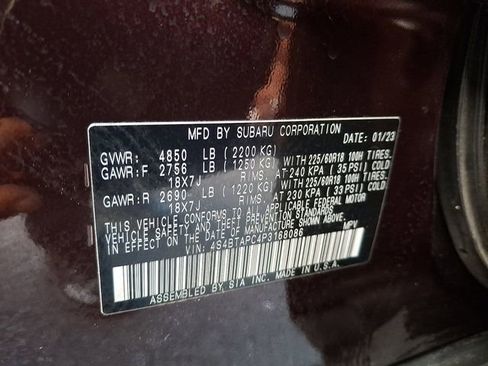 MFD BY SUBARU CORPORATION DATE: 01/23
GVWR: 4850 LB (2200 KG)
GAWR:F 2756 LB (1250 KG) WITH 225/60R18 100H TIRES,
18X7J RIMS, AT 240 KPA (35 PSI) COLD
GAWR:R 2690 LB (1220 KG) WITH 225/60R18 100H TIRES,
18X7J RIMS, AT 230 KPA (33 PSI) COLD
THIS VEHICLE CONFORMS TO ALL APPLICABLE FEDERAL MOTOR
VEHICLE SAFETY, BUMPER, AND THEFT PREVENTION STANDARDS
IN EFFECT ON THE DATE OF MANUFACTURE SHOWN ABOVE.
VIN: 4S4BTAPC4P3168086 MPV
ASSEMBLED BY SIA INC. MADE IN U.S.A.